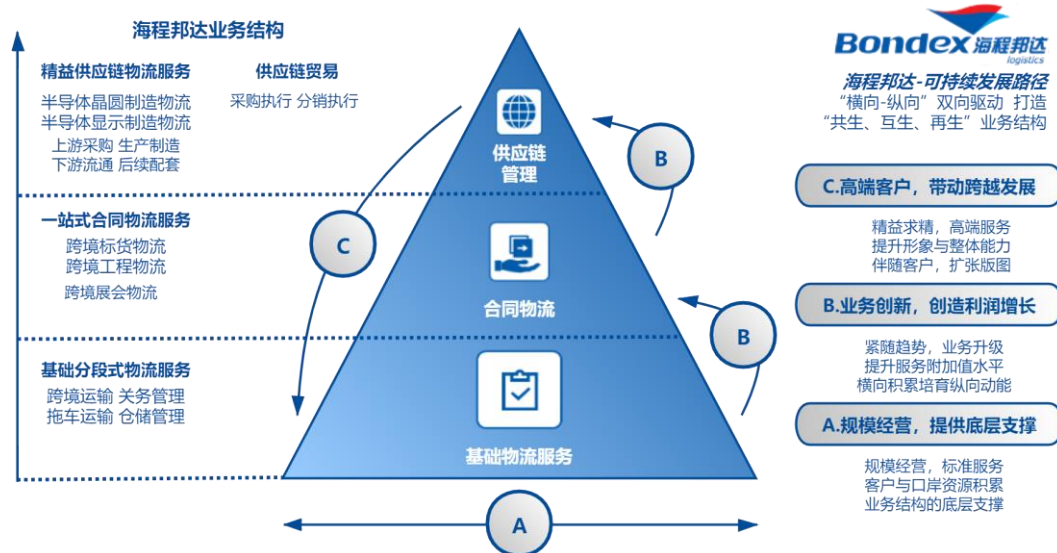 海程邦达业务结构
精益供应链物流服务
半导体晶圆制造物流
半导体显示制造物流
上游采购 生产制造
下游流通 后续配套
供应链贸易
采购执行 分销执行
一站式合同物流服务
跨境标货物流
跨境工程物流
跨境展会物流
基础分段式物流服务
跨境运输 关务管理
拖车运输 仓储管理
供应链
管理
合同物流
基础物流服务
C
B
B
A
Bondex 海程邦达
logistics
海程邦达-可持续发展路径
“横向-纵向”双向驱动 打造
“共生、互生、再生”业务结构
C.高端客户，带动跨越发展
精益求精，高端服务
提升形象与整体能力
伴随客户，扩张版图
B.业务创新，创造利润增长
紧随趋势，业务升级
提升服务附加值水平
横向积累培育纵向动能
A.规模经营，提供底层支撑
规模经营，标准服务
客户与口岸资源积累
业务结构的底层支撑